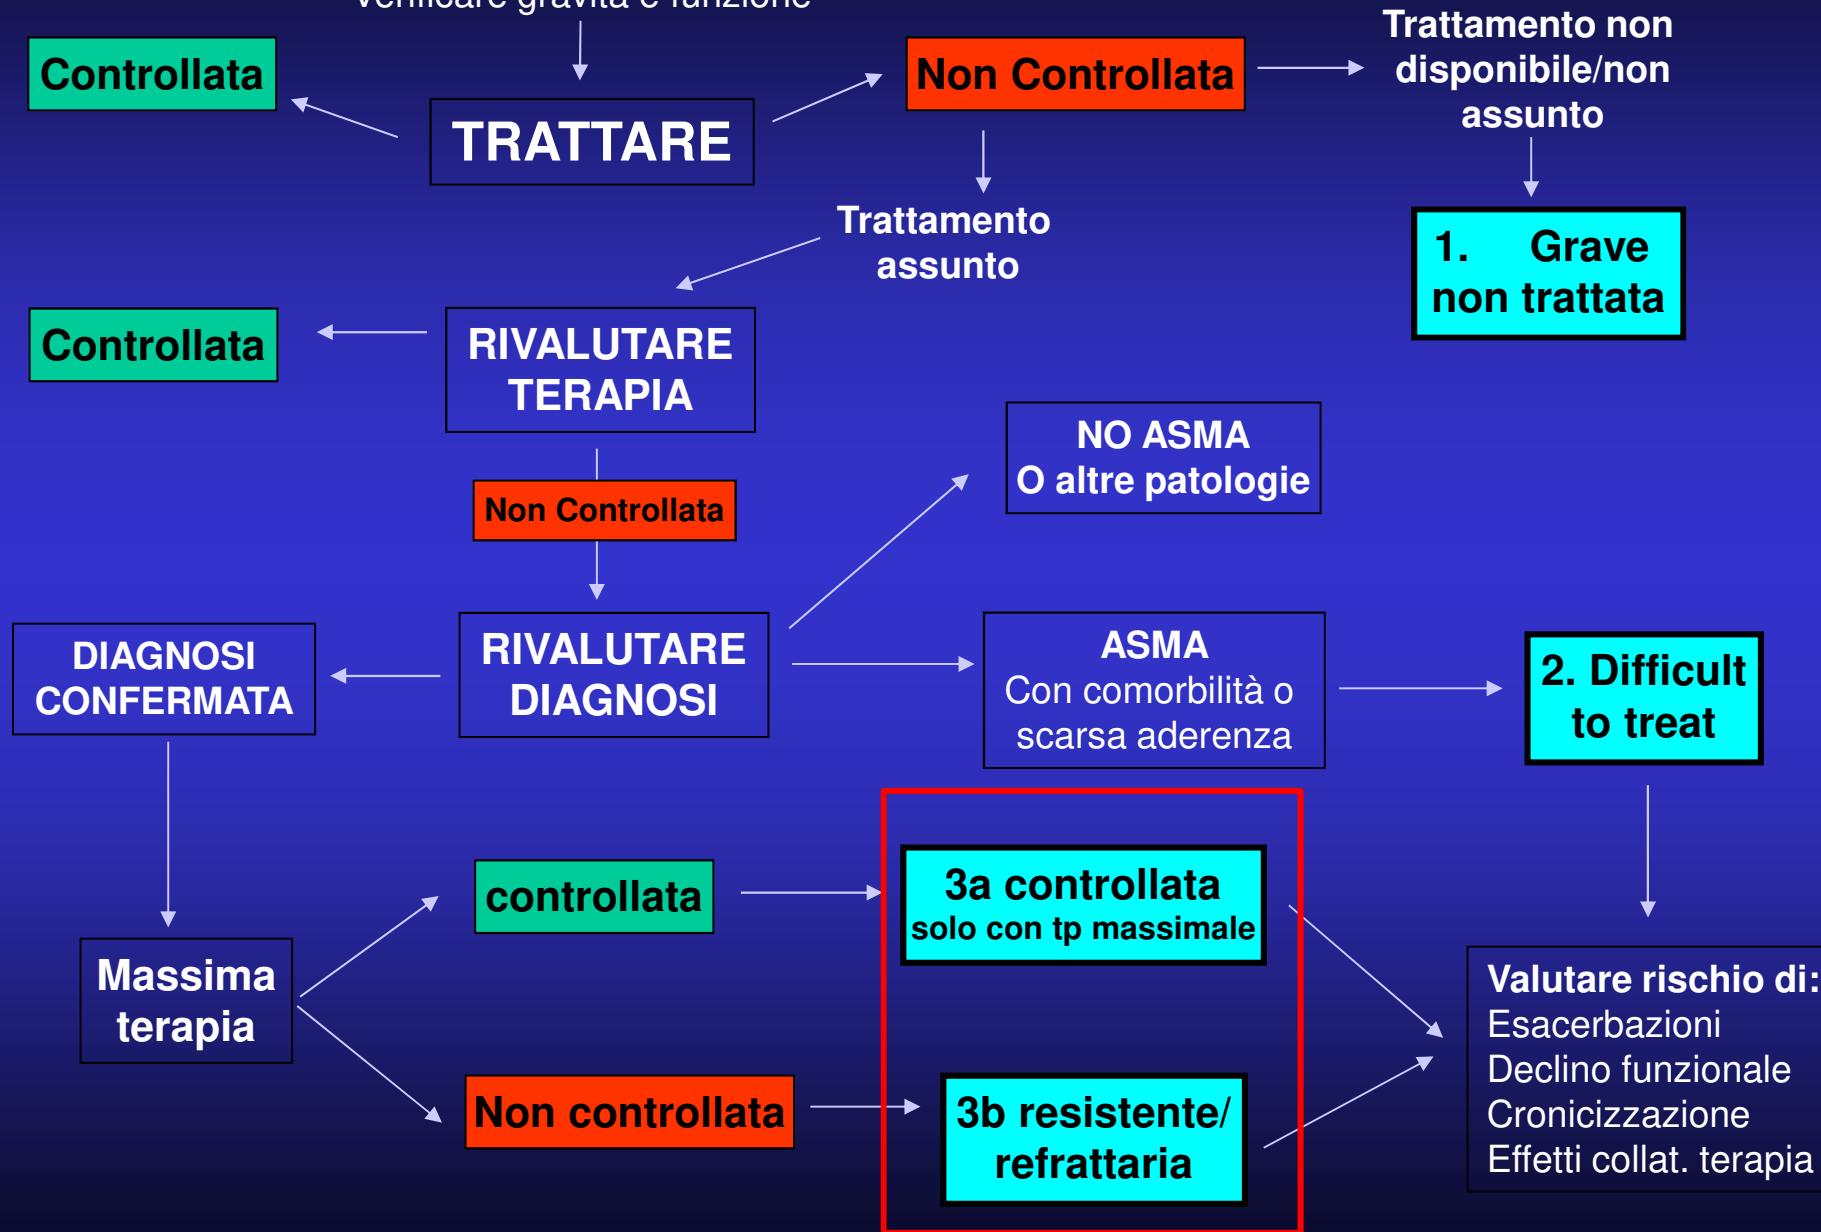 Verificare gravità e funzione
Controllata
TRATTARE
Non Controllata
Trattamento non
disponibile/non
assunto
Trattamento
assunto
1. Grave
non trattata
Controllata
RIVALUTARE
TERAPIA
Non Controllata
NO ASMA
O altre patologie
DIAGNOSI
CONFERMATA
RIVALUTARE
DIAGNOSI
ASMA
Con comorbilità o
scarsa aderenza
2. Difficult
to treat
Massima
terapia
controllata
3a controllata
solo con tp massimale
Non controllata
3b resistente/
refrattaria
Valutare rischio di:
Esacerbazioni
Declino funzionale
Cronicizzazione
Effetti collat. terapia